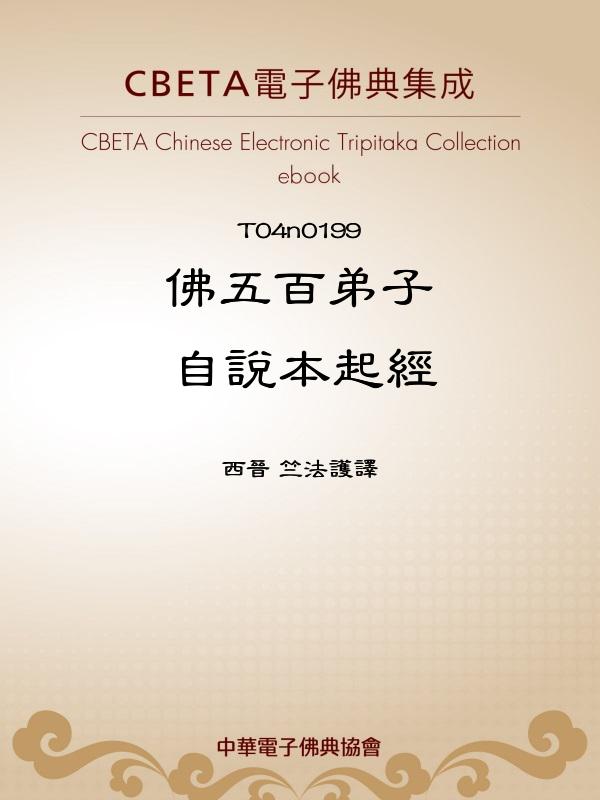 CBETA電子佛典集成
CBETA Chinese Electronic Tripitaka Collection
ebook
T04n0199
佛五百弟子
自說本起經
西晉 竺法護譯
中華電子佛典協會